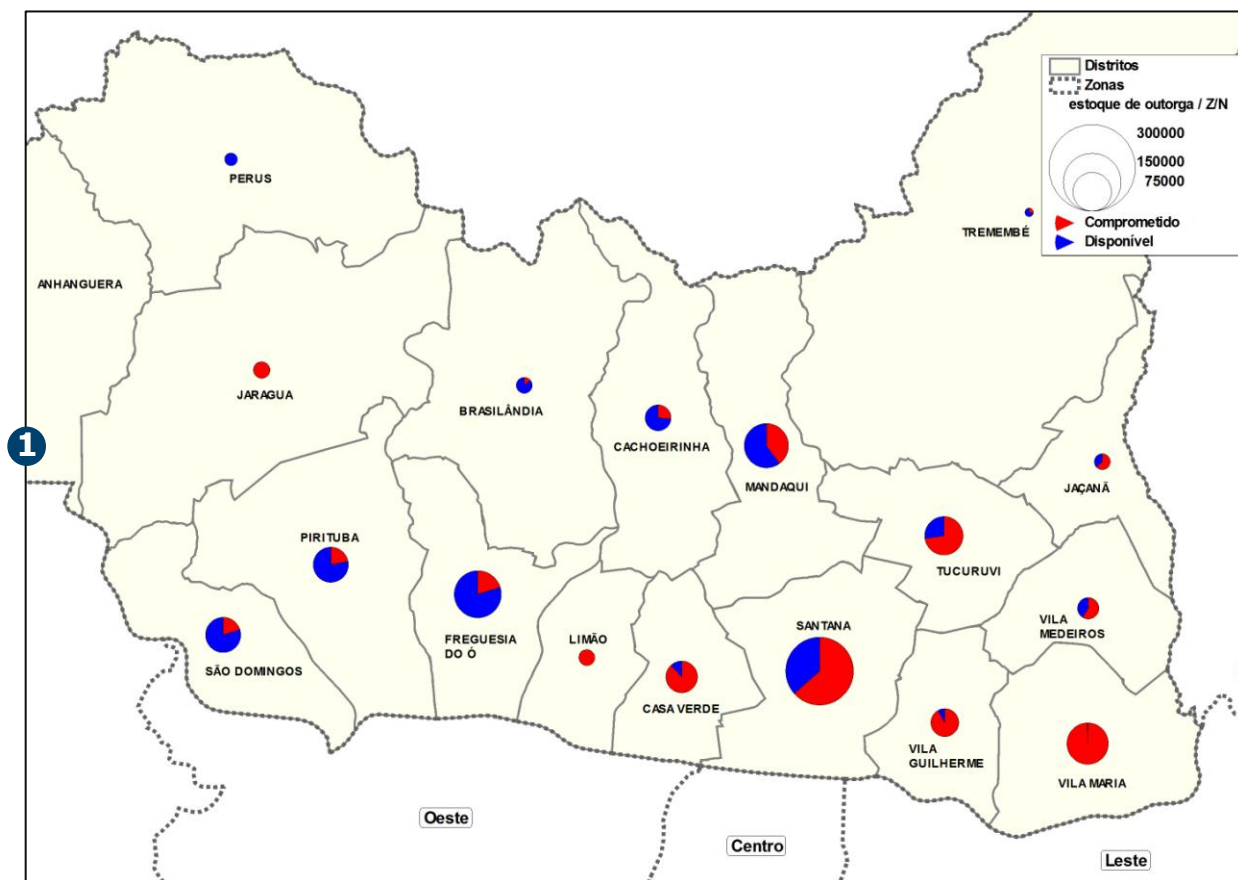 Distritos
Zonas
estoque de outorga / Z/N
300000
150000
75000
Comprometido
Disponível
PERUS
TREMEMBÉ
ANHANGUERA
JARAGUA
BRASILÂNDIA
CACHOEIRINHA
MANDAQUI
JAÇANÃ
1
PIRITUBA
TUCURUVI
SÃO DOMINGOS
FREGUESIA
DO Ó
LIMÃO
CASA VERDE
SANTANA
VILA
MEDEIROS
VILA
GUILHERME
VILA MARIA
Oeste
Centro
Leste